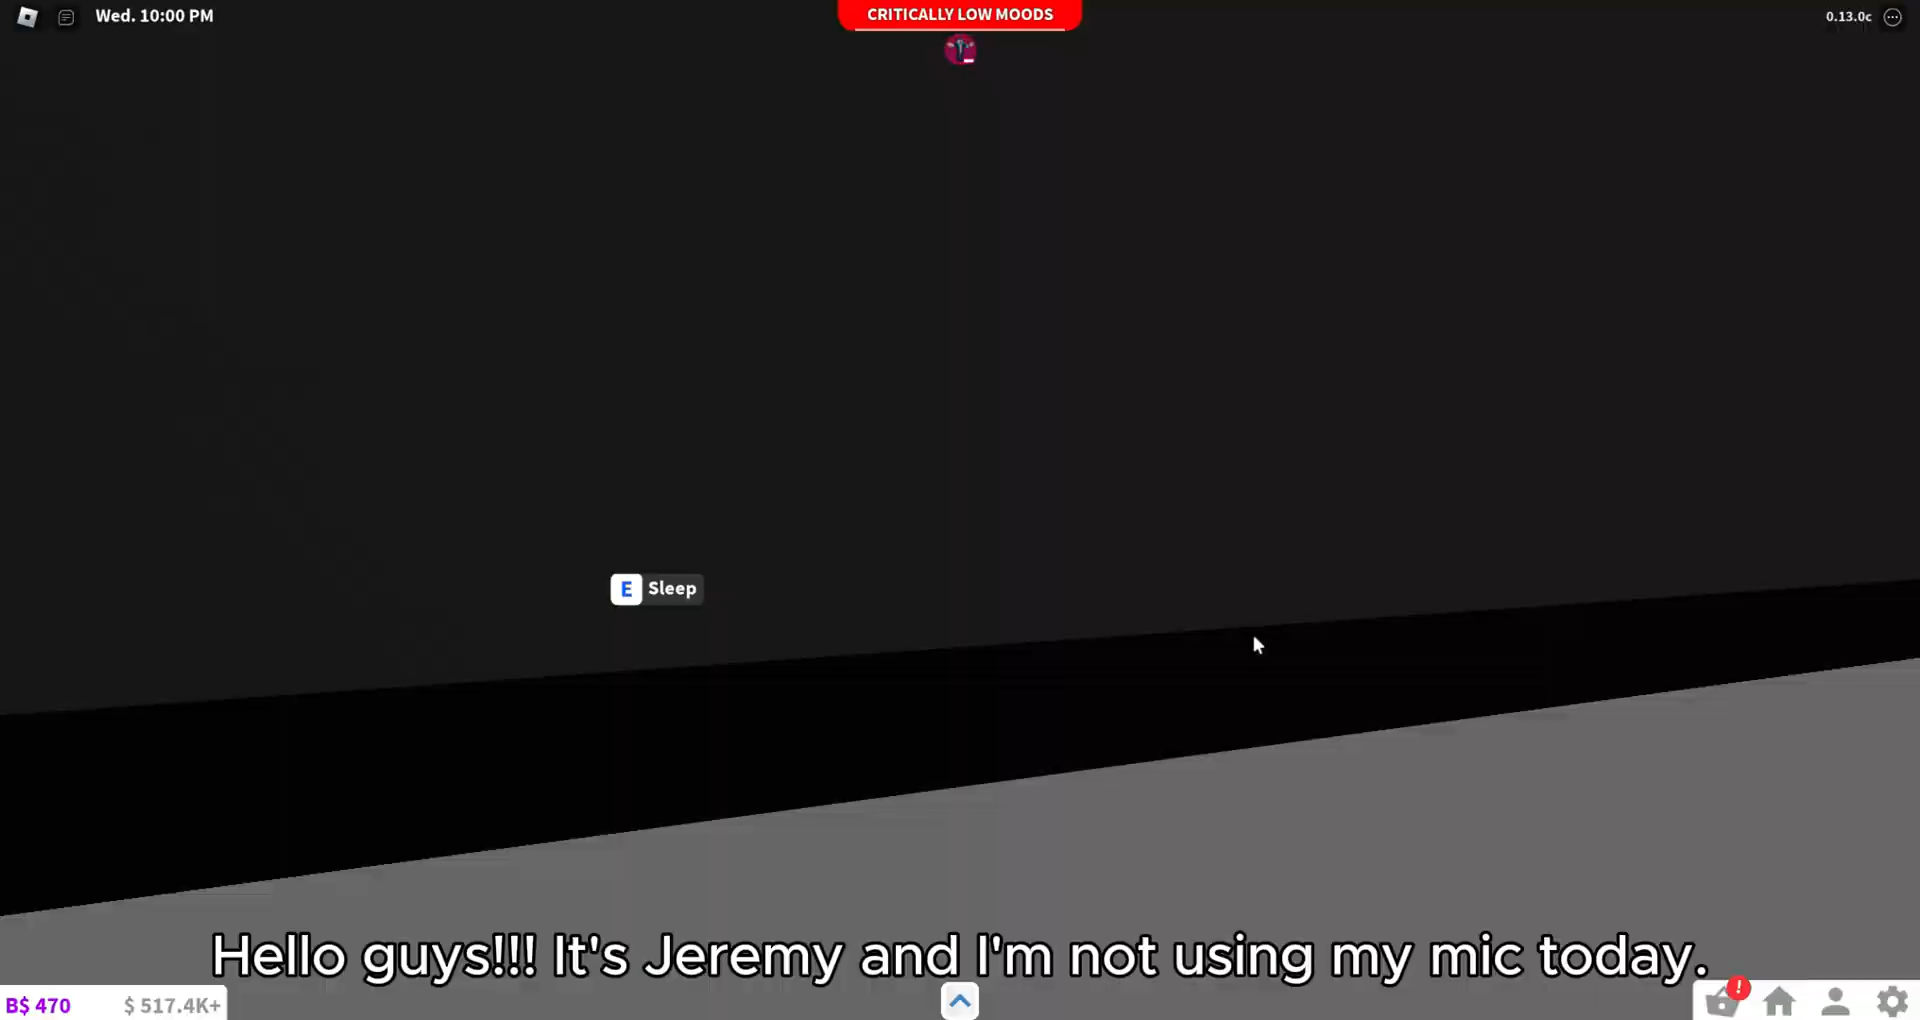 Wed. 10:00 PM
CRITICALLY LOW MOODS
0.13.0c
E Sleep
Hello guys!!! It's Jeremy and I'm not using my mic today.
B$ 470 $ 517.4K+
!